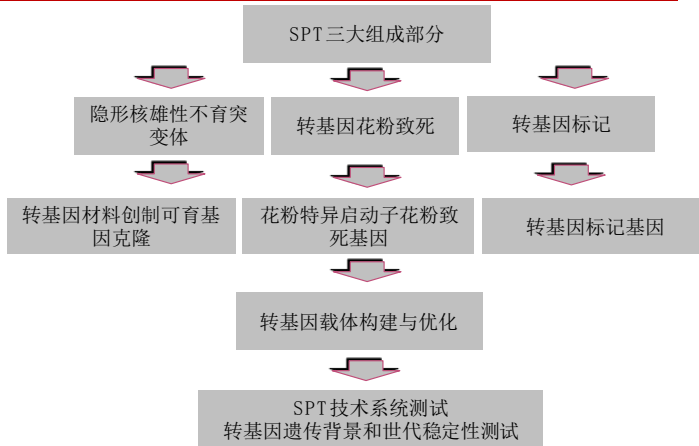 SPT三大组成部分
隐形核雄性不育突
变体
转基因花粉致死
转基因标记
转基因材料创制可育基
因克隆
花粉特异启动子花粉致
死基因
转基因标记基因
转基因载体构建与优化
SPT技术系统测试
转基因遗传背景和世代稳定性测试